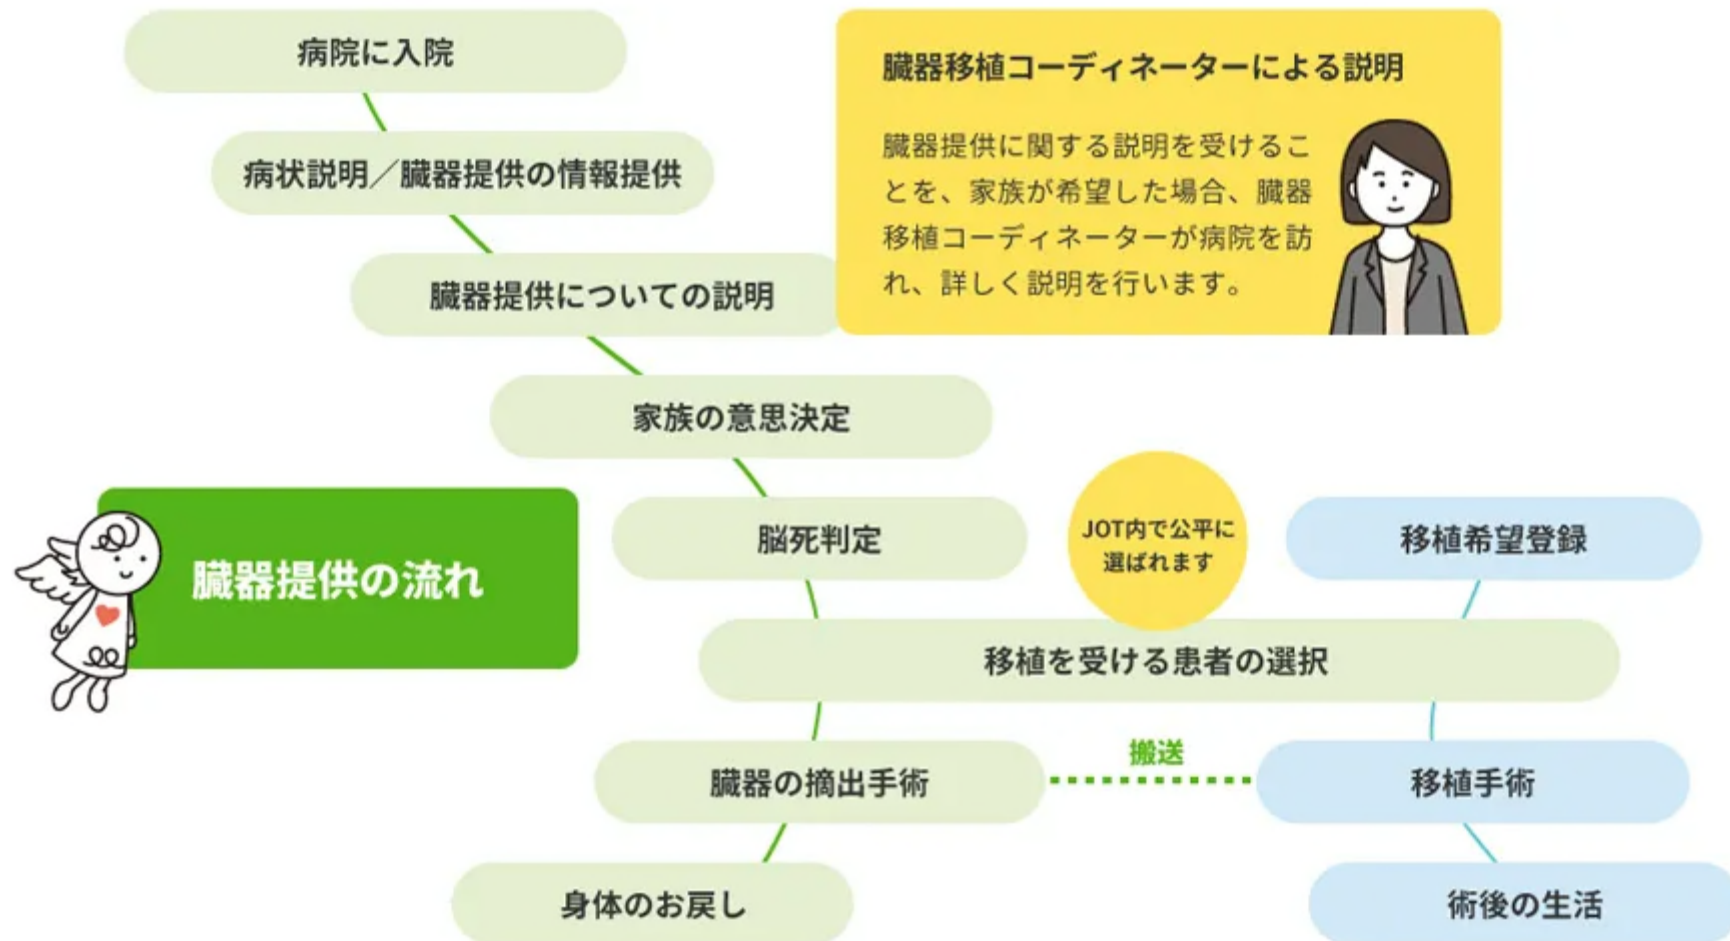 病院に入院
病状説明／臓器提供の情報提供
臓器提供についての説明
臓器移植コーディネーターによる説明
臓器提供に関する説明を受けるこ
とを、家族が希望した場合、臓器
移植コーディネーターが病院を訪
れ、詳しく説明を行います。
家族の意思決定
臓器提供の流れ
脳死判定
JOT内で公平に
選ばれます
移植希望登録
移植を受ける患者の選択
臓器の摘出手術
搬送
移植手術
身体のお戻し
術後の生活